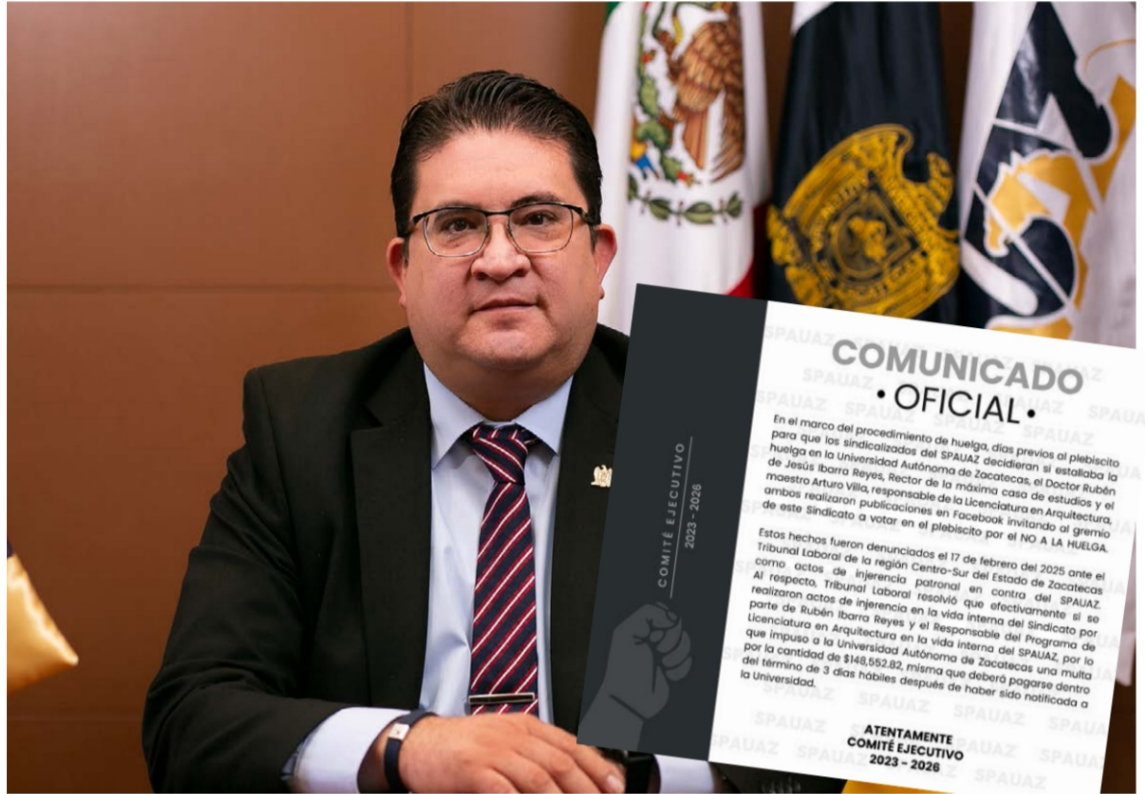 COMUNICADO
• OFICIAL •
En el marco del procedimiento de huelga, días previos al plebiscito
para que los sindicalizados del SPAUAZ decidieran si estallaba la
huelga en la Universidad Autónoma de Zacatecas, el Doctor Rubén
de Jesús Ibarra Reyes, Rector de la máxima casa de estudios y el
maestro Arturo Villa, responsable de la Licenciatura en Arquitectura,
ambos realizaron publicaciones en Facebook invitando al gremio
de este Sindicato a votar en el plebiscito por el NO A LA HUELGA.
Estos hechos fueron denunciados el 17 de febrero del 2025 ante el
Tribunal Laboral de la región Centro-Sur del Estado de Zacatecas
como actos de injerencia patronal en contra del SPAUAZ.
Al respecto, Tribunal Laboral resolvió que efectivamente si se
realizaron actos de injerencia en la vida interna del Sindicato por
parte de Rubén Ibarra Reyes y el Responsable del Programa de
Licenciatura en Arquitectura en la vida interna del SPAUAZ, por lo
que impuso a la Universidad Autónoma de Zacatecas una multa
por la cantidad de $148,552.82, misma que deberá pagarse dentro
del término de 3 días hábiles después de haber sido notificada a
la Universidad.
ATENTAMENTE
COMITÉ EJECUTIVO
2023 - 2026
COMITÉ EJECUTIVO
2023 - 2026